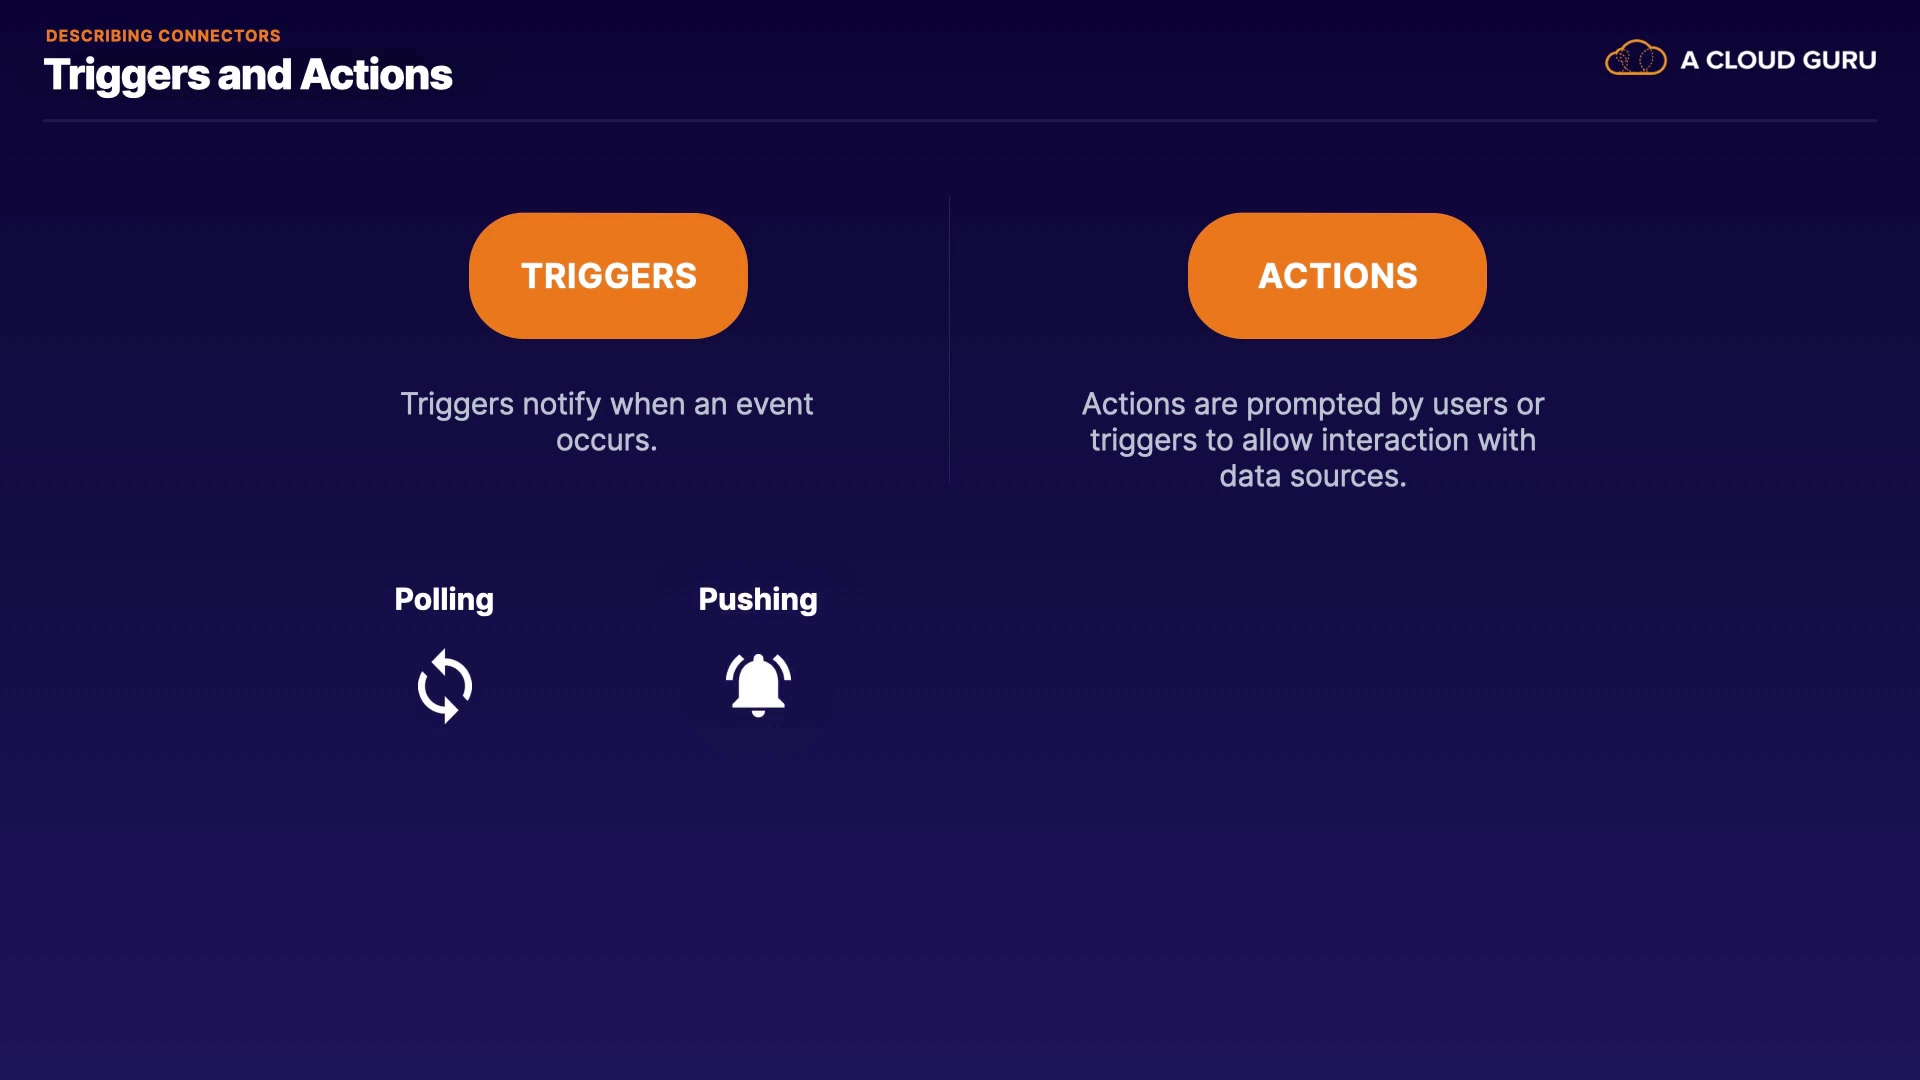 DESCRIBING CONNECTORS
Triggers and Actions
A CLOUD GURU
TRIGGERS
Triggers notify when an event
occurs.
ACTIONS
Actions are prompted by users or
triggers to allow interaction with
data sources.
Polling
Pushing